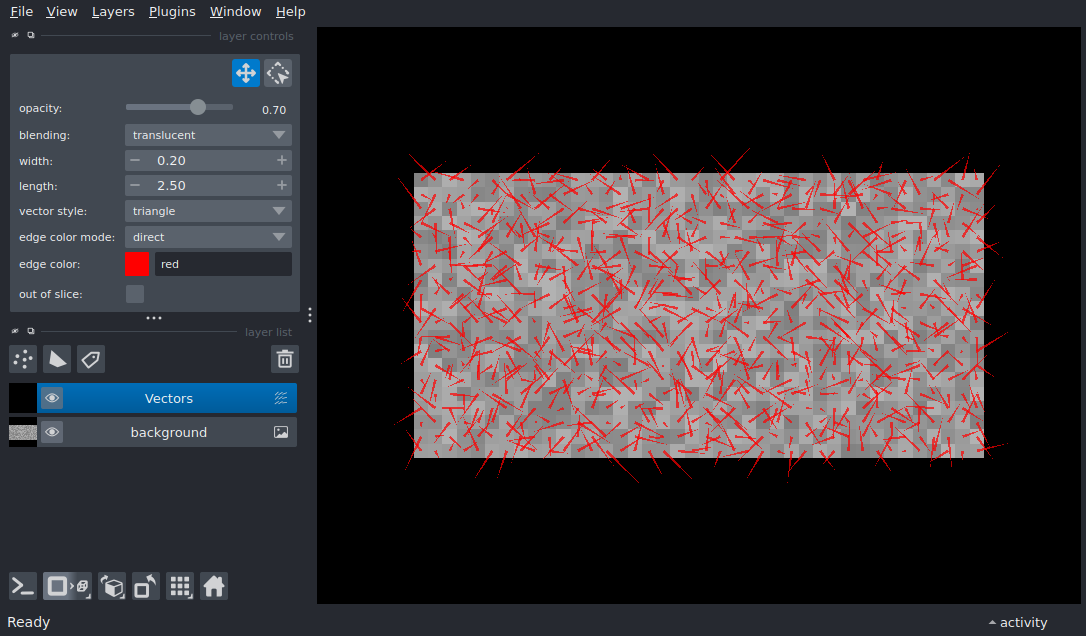 File View Layers Plugins Window Help
layer controls
opacity: 0.70
blending: translucent
width: 0.20
length: 2.50
vector style: triangle
edge color mode: direct
edge color: red
out of slice:
layer list
Vectors
background
Ready
activity